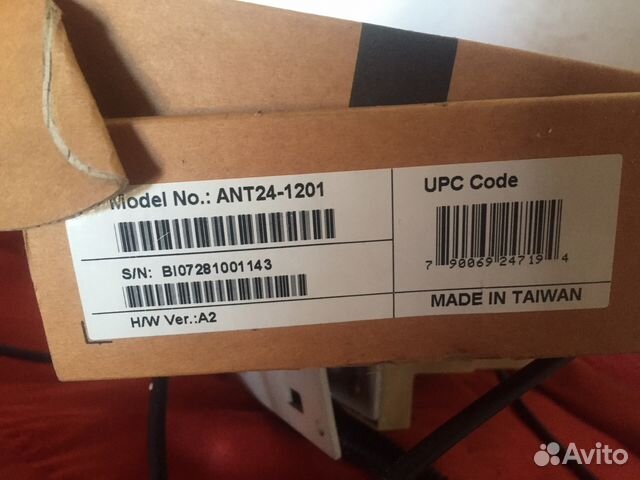 Model No.: ANT24-1201
S/N: BI07281001143
H/W Ver.:A2
UPC Code
7 90069 24719 4
MADE IN TAIWAN
Avito